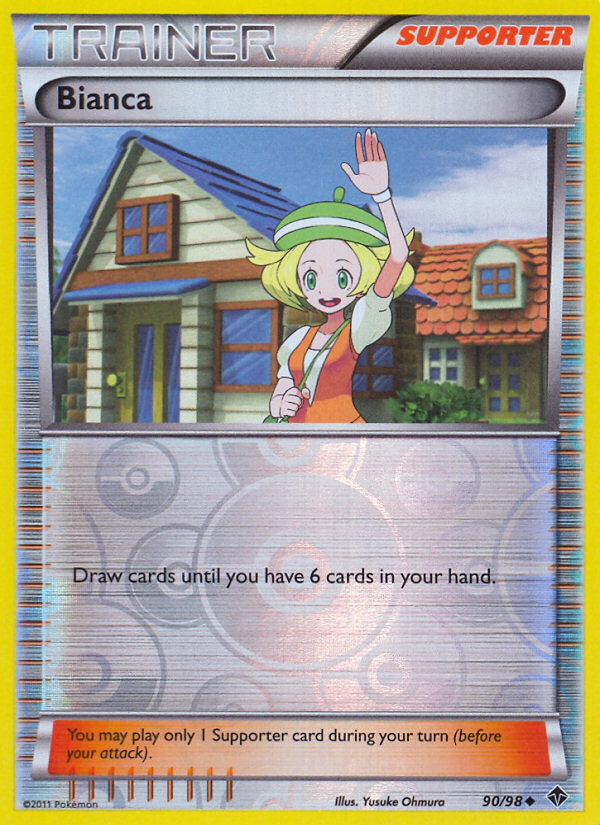 TRAINER
SUPPORTER
Bianca
Draw cards until you have 6 cards in your hand.
You may play only 1 Supporter card during your turn (before
your attack).
©2011 Pokémon
Illus. Yusuke Ohmura
90/98